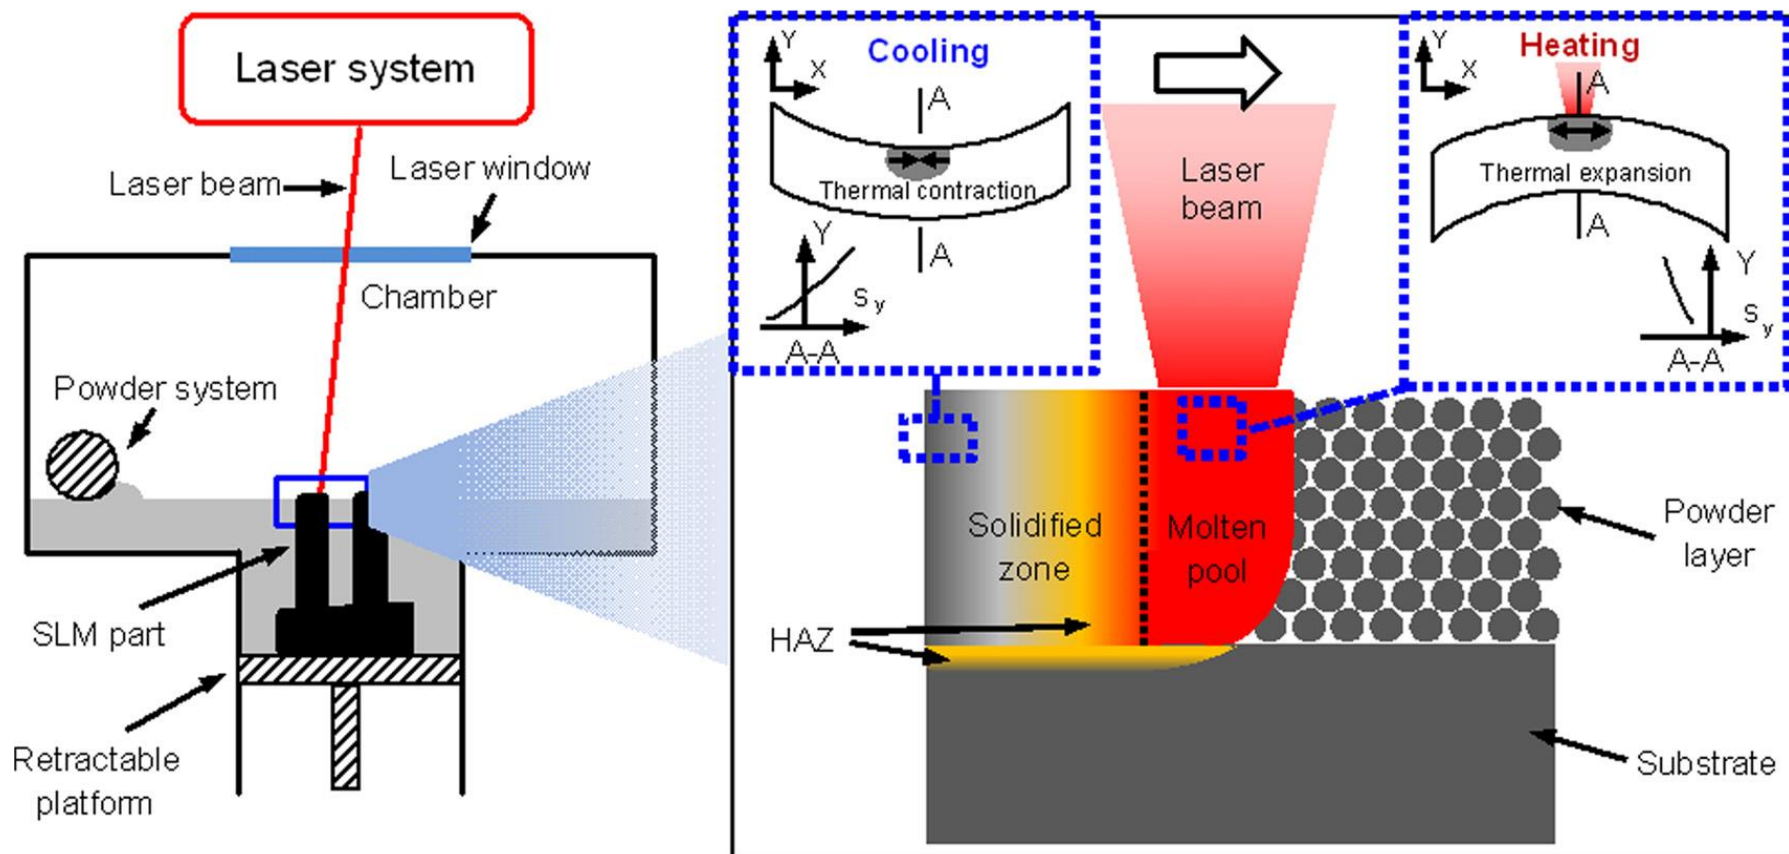 Laser system
Laser beam
Laser window
Chamber
Powder system
SLM part
Retractable
platform
Y
X
Cooling
A
Thermal contraction
A
Y
Sy
A-A
Laser
beam
Y
X
Heating
A
Thermal expansion
A
Y
Sy
A-A
Solidified
zone
Molten
pool
Powder
layer
HAZ
Substrate